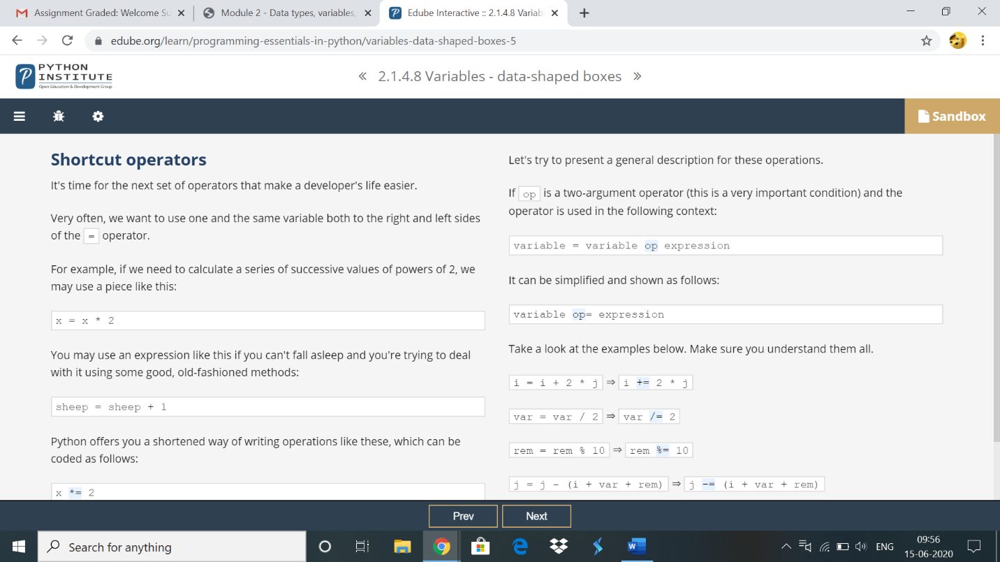 Assignment Graded: Welcome Su
Module 2 - Data types, variables,
Edube Interactive :: 2.1.4.8 Variab
edube.org/learn/programming-essentials-in-python/variables-data-shaped-boxes-5
PYTHON
INSTITUTE
Open Education & Development Group
« 2.1.4.8 Variables - data-shaped boxes »
Sandbox
Shortcut operators
It's time for the next set of operators that make a developer's life easier.
Very often, we want to use one and the same variable both to the right and left sides
of the = operator.
For example, if we need to calculate a series of successive values of powers of 2, we
may use a piece like this:
x = x * 2
You may use an expression like this if you can't fall asleep and you're trying to deal
with it using some good, old-fashioned methods:
sheep = sheep + 1
Python offers you a shortened way of writing operations like these, which can be
coded as follows:
x *= 2
Let's try to present a general description for these operations.
If op is a two-argument operator (this is a very important condition) and the
operator is used in the following context:
variable = variable op expression
It can be simplified and shown as follows:
variable op= expression
Take a look at the examples below. Make sure you understand them all.
i = i + 2 * j ⇒ i += 2 * j
var = var / 2 ⇒ var /= 2
rem = rem % 10 ⇒ rem %= 10
j = j - (i + var + rem) ⇒ j -= (i + var + rem)
Prev
Next
Search for anything
ENG
09:56
15-06-2020